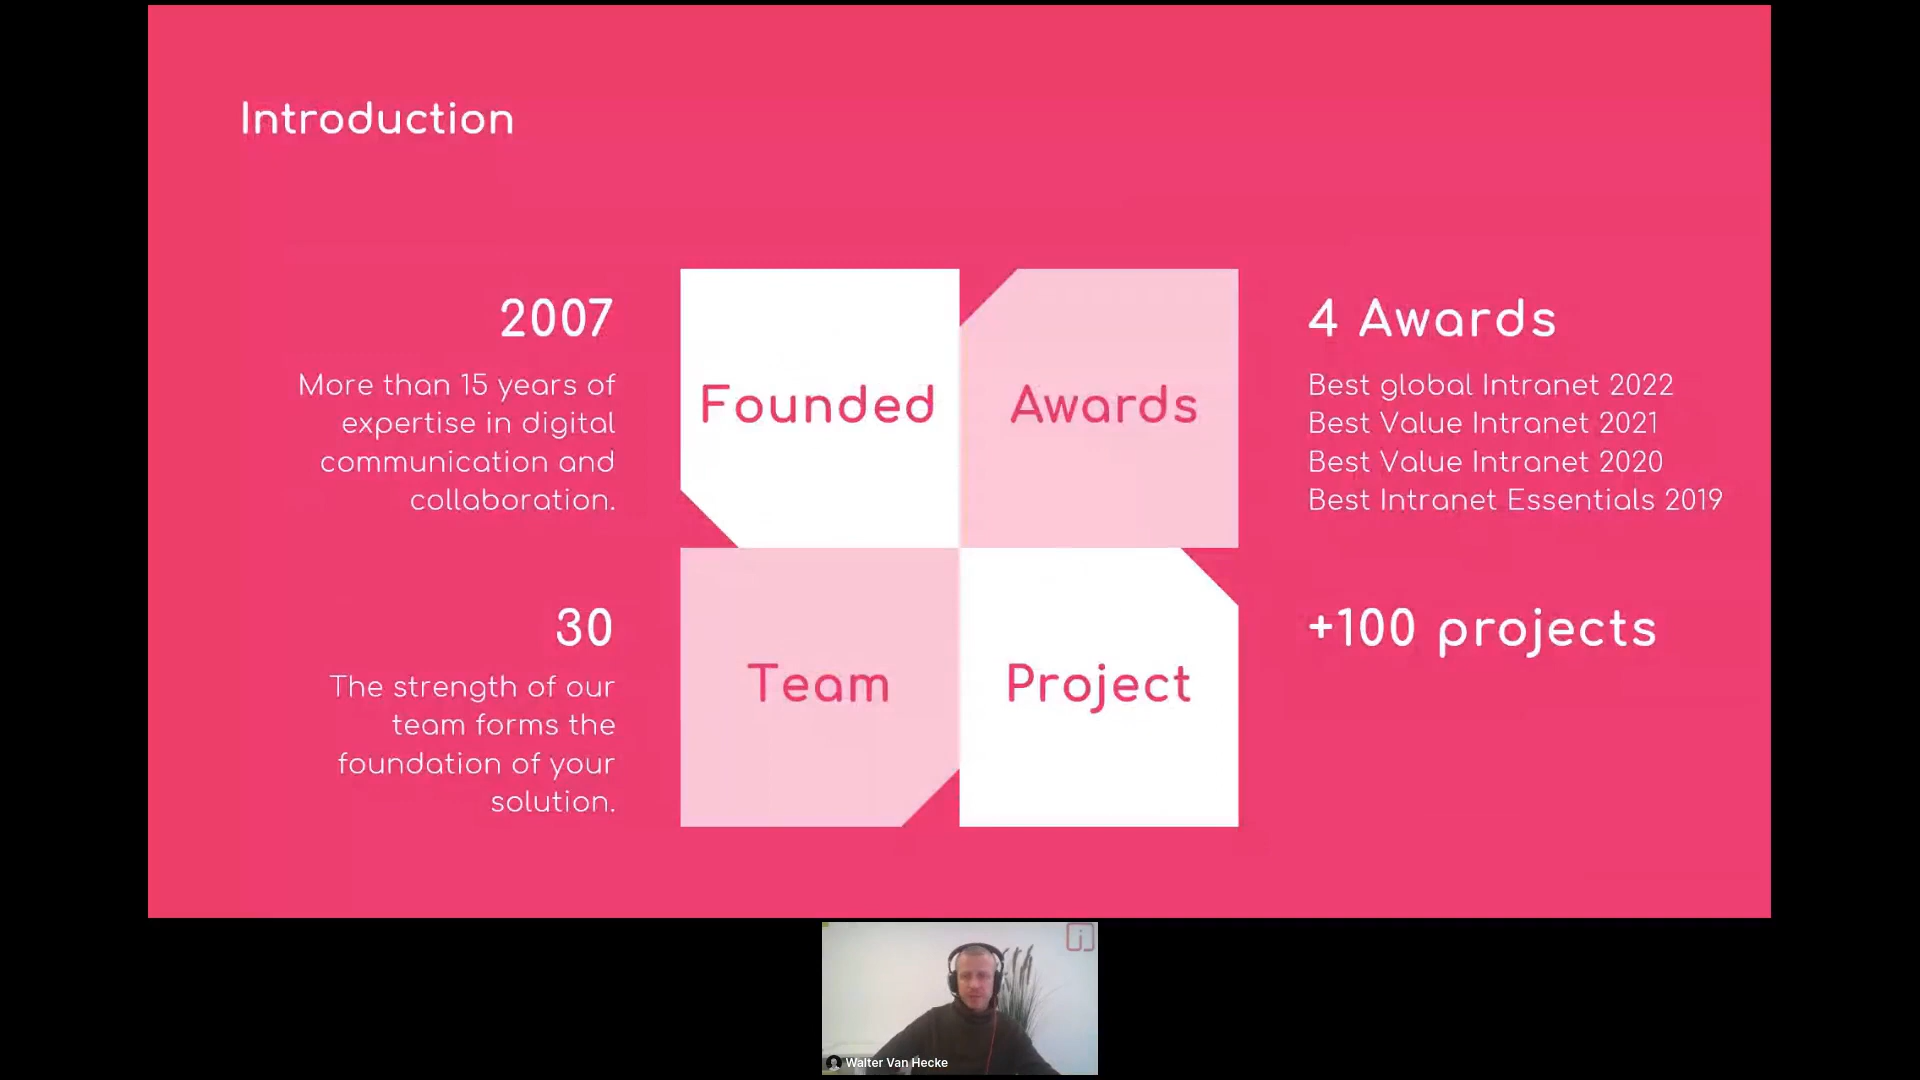 Introduction
2007
More than 15 years of
expertise in digital
communication and
collaboration.
Founded
Awards
4 Awards
Best global Intranet 2022
Best Value Intranet 2021
Best Value Intranet 2020
Best Intranet Essentials 2019
30
The strength of our
team forms the
foundation of your
solution.
Team
Project
+100 projects
Walter Van Hecke